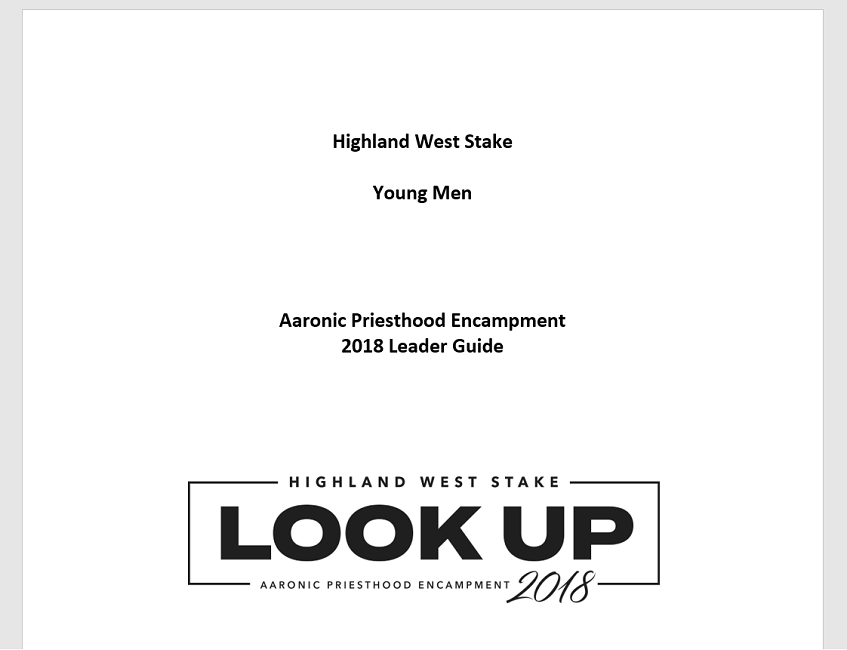 Highland West Stake
Young Men
Aaronic Priesthood Encampment
2018 Leader Guide
HIGHLAND WEST STAKE
LOOK UP
AARONIC PRIESTHOOD ENCAMPMENT 2018